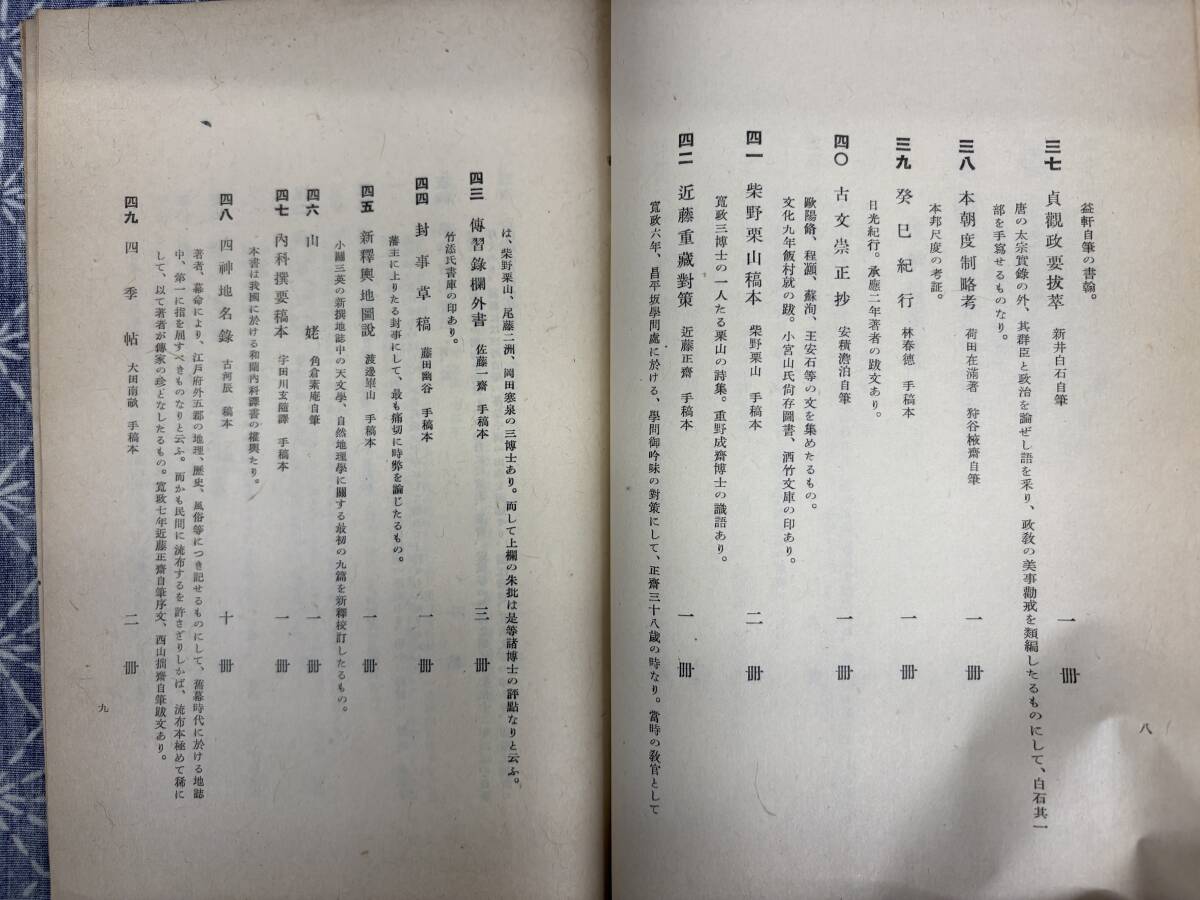 益軒自筆の書翰。
三七 貞觀政要拔萃 新井白石自筆 一冊
唐の太宗實錄の外、其群臣と政治を論ぜし語を采り、政敎の美事勸戒を類編したるものにして、白石其一
部を手寫せるものなり。
三八 本朝度制略考 荷田在滿著 狩谷棭齋自筆 一冊
本邦尺度の考証。
三九 癸巳紀行 林春德 手稿本 一冊
日光紀行。承應二年著者の跋文あり。
四〇 古文崇正抄 安積澹泊自筆 一冊
歐陽脩、程顥、蘇洵、王安石等の文を集めたるもの。
文化九年飯村就の跋。小宮山氏尙存圖書、洒竹文庫の印あり。
四一 柴野栗山稿本 柴野栗山 手稿本 二冊
寬政三博士の一人たる栗山の詩集。重野成齋博士の識語あり。
四二 近藤重藏對策 近藤正齋 手稿本 一冊
寬政六年、昌平坂學問處に於ける、學問御吟味の對策にして、正齋三十八歲の時なり。當時の敎官として
八
は、柴野栗山、尾藤二洲、岡田寒泉の三博士あり。而して上欄の朱批は是等諸博士の評點なりと云ふ。
四三 傳習錄欄外書 佐藤一齋 手稿本 三冊
竹添氏書庫の印あり。
四四 封事草稿 藤田幽谷 手稿本 一冊
藩主に上りたる封事にして、最も痛切に時弊を論じたるもの。
四五 新釋輿地圖說 渡邊崋山 手稿本 一冊
小關三英の新撰地誌中の天文學、自然地理學に關する最初の九篇を新釋校訂したるもの。
四六 山姥 角倉素庵自筆 一冊
四七 內科撰要稿本 宇田川玄隨譯 手稿本 一冊
本書は我國に於ける和蘭內科譯書の權輿たり。
四八 四神地名錄 古河辰 稿本 十冊
著者、幕命により、江戶府外五郡の地理、歷史、風俗等につき記せるものにして、舊幕時代に於ける地誌
中、第一に指を屈すべきものなりと云ふ。而かも民間に流布するを許さざりしかば、流布本極めて稀に
して、以て著者が傳家の珍となしたるもの。寬政七年近藤正齋自筆序文、西山拙齋自筆跋文あり。
四九 四季帖 大田南畝 手稿本 二冊
九